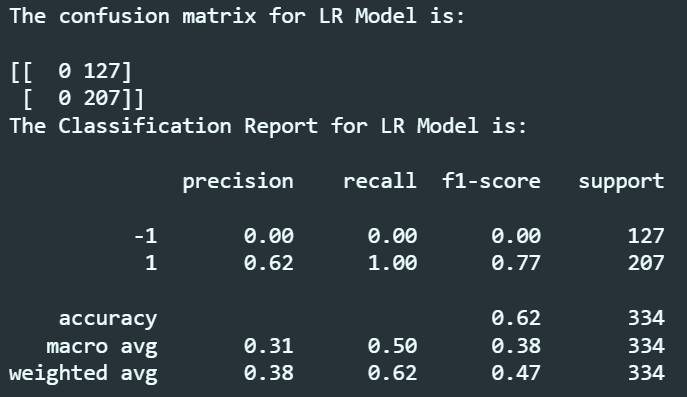 The confusion matrix for LR Model is:
[[  0 127]
 [  0 207]]
The Classification Report for LR Model is:
precision    recall  f1-score   support
-1       0.00      0.00      0.00       127
1       0.62      1.00      0.77       207
accuracy                           0.62       334
macro avg       0.31      0.50      0.38       334
weighted avg       0.38      0.62      0.47       334